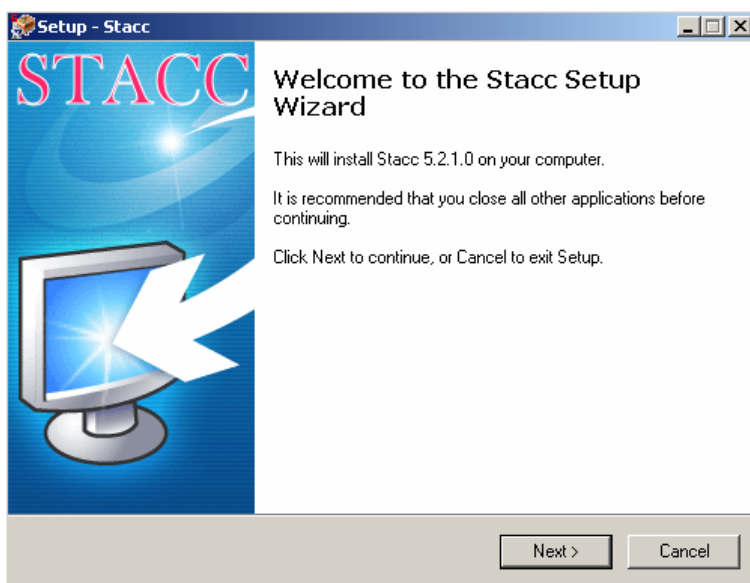 Setup - Stacc
STACC
Welcome to the Stacc Setup
Wizard
This will install Stacc 5.2.1.0 on your computer.
It is recommended that you close all other applications before
continuing.
Click Next to continue, or Cancel to exit Setup.
Next >
Cancel